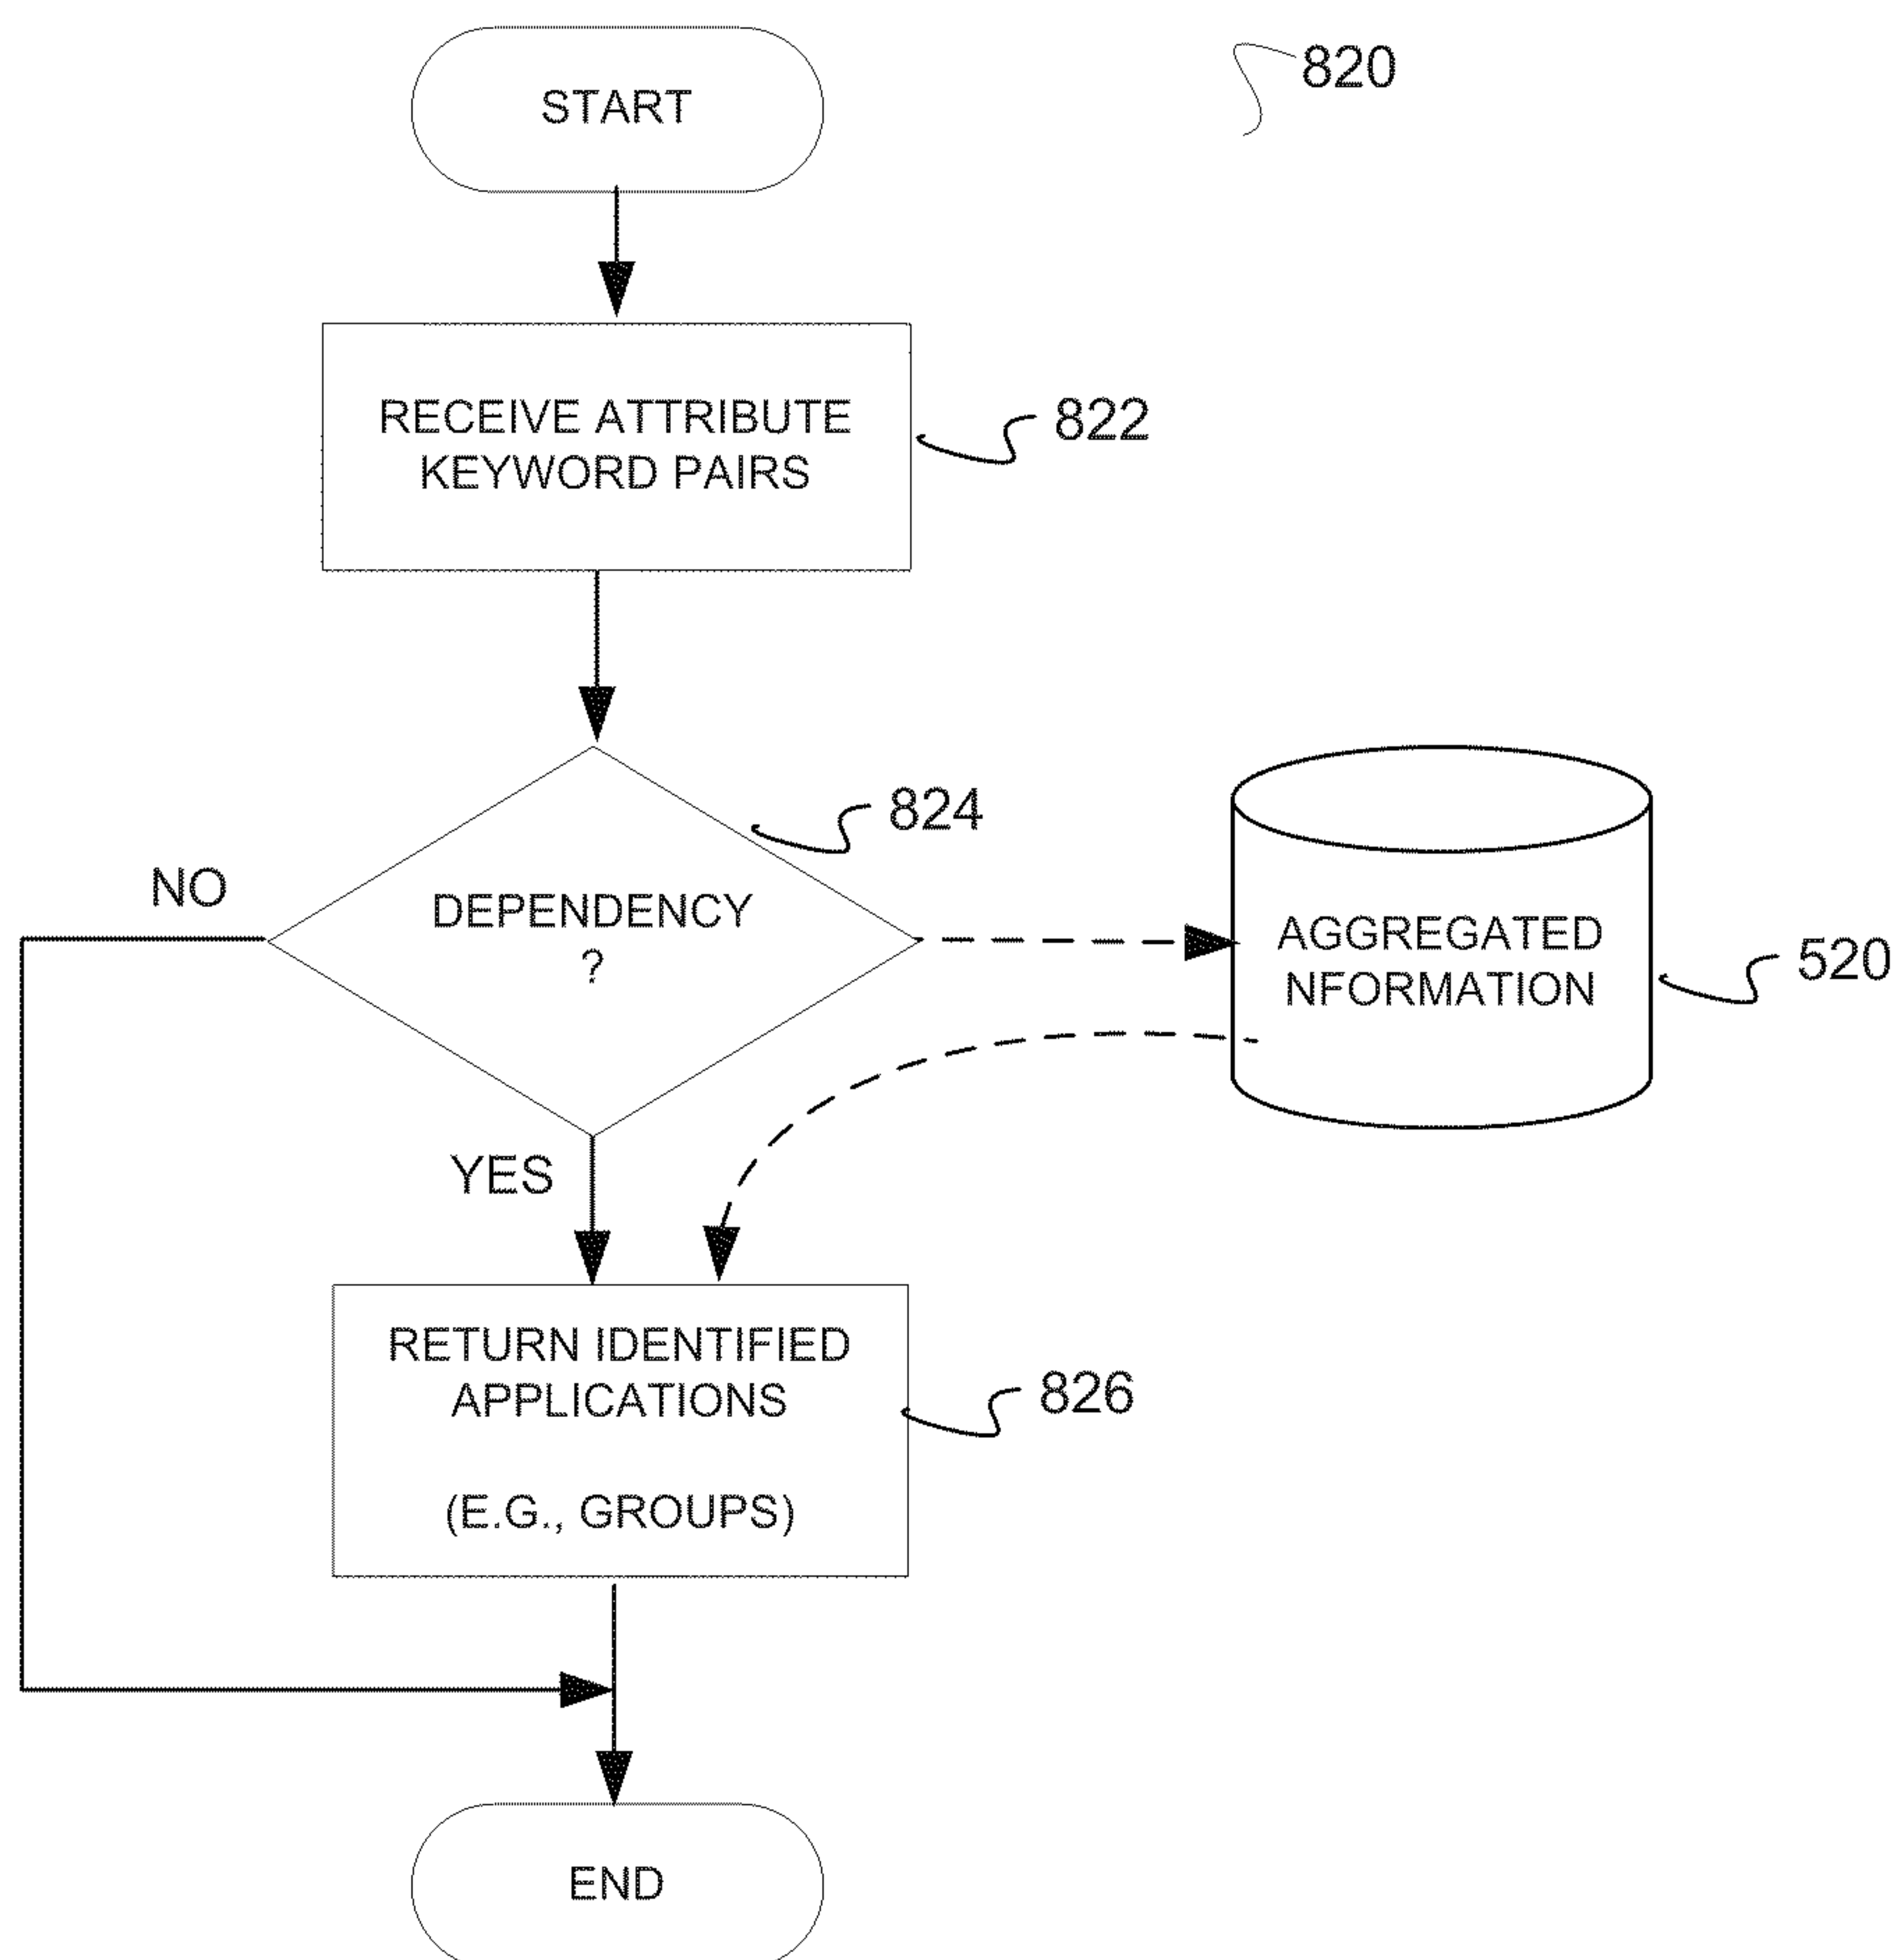 START
820
RECEIVE ATTRIBUTE
KEYWORD PAIRS
822
824
NO
DEPENDENCY
?
AGGREGATED
NFORMATION
520
YES
RETURN IDENTIFIED
APPLICATIONS
(E.G., GROUPS)
826
END